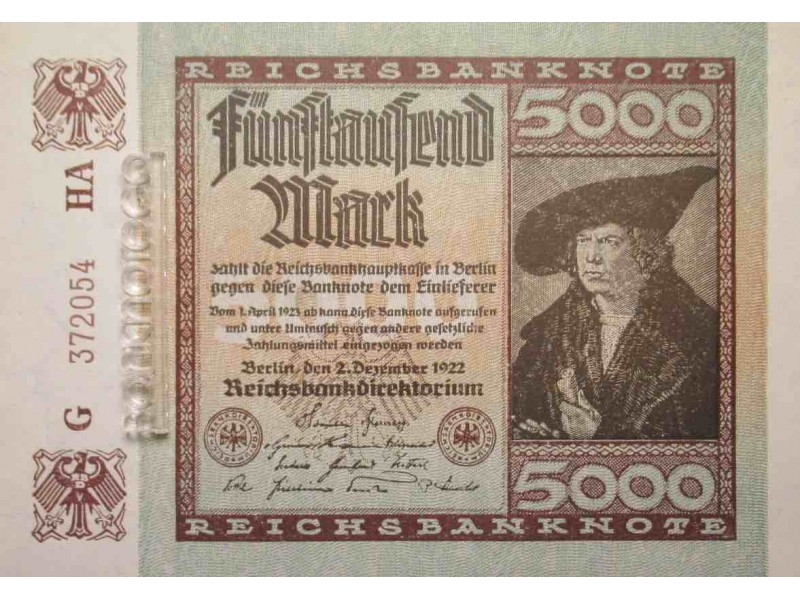 REICHSBANKNOTE
Fünftausend
Mark
zahlt die Reichsbankhauptkasse in Berlin
gegen diese Banknote dem Einlieferer
Vom 1. April 1923 ab kann diese Banknote aufgerufen
und unter Umtausch gegen andere gesetzliche
Zahlungsmittel eingezogen werden
Berlin, den 2. Dezember 1922
Reichsbankdirektorium
5000
5000
REICHSBANKNOTE
G 372054 HA